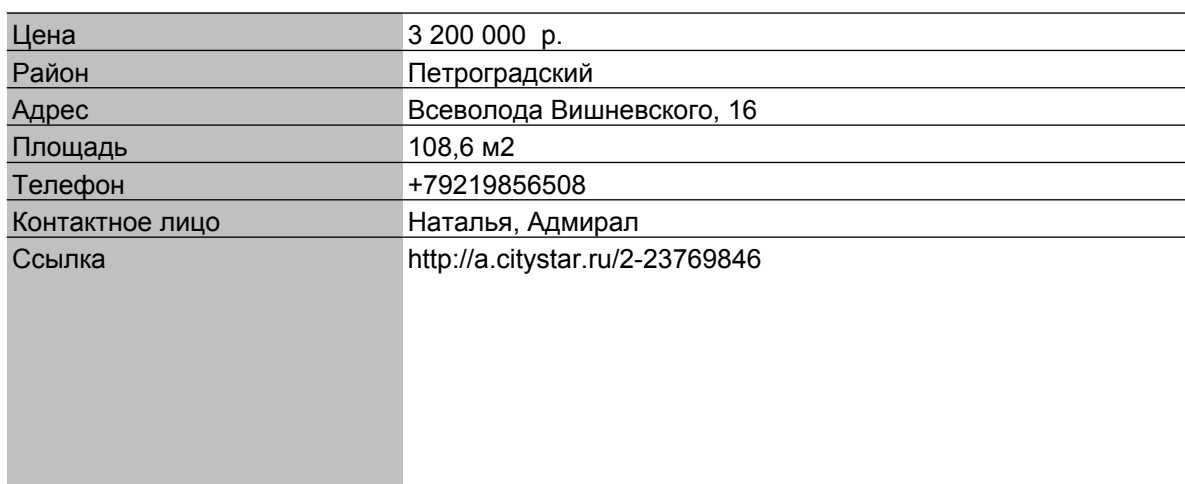 Цена 3 200 000 р.
Район Петроградский
Адрес Всеволода Вишневского, 16
Площадь 108,6 м2
Телефон +79219856508
Контактное лицо Наталья, Адмирал
Ссылка http://a.citystar.ru/2-23769846